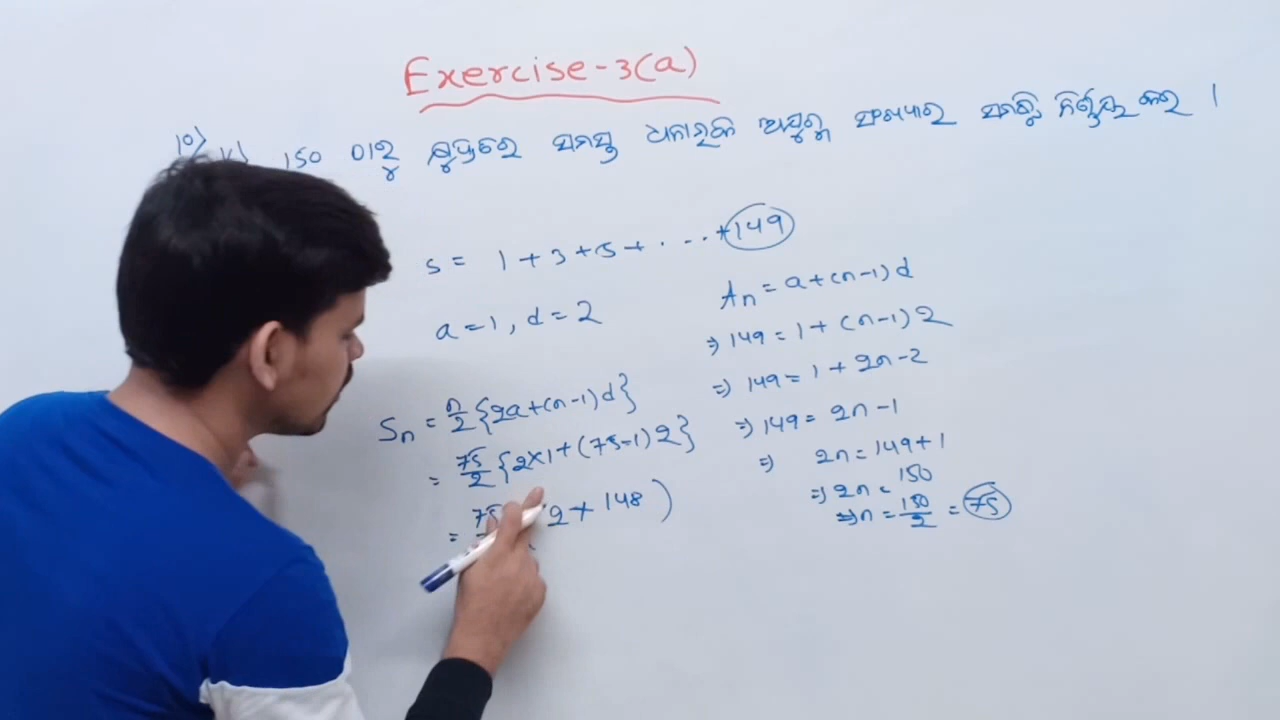 Exercise-3(a)
10) 150 ଠାରୁ କ୍ଷୁଦ୍ରତର ସମସ୍ତ ଧନାତ୍ମକ ଅଯୁଗ୍ମ ସଂଖ୍ୟାର ସମଷ୍ଟି ନିର୍ଣ୍ଣୟ କର ।
S = 1 + 3 + 5 + ... + 149
a = 1, d = 2
Sn = n/2 {2a + (n-1) d}
= 75/2 {2×1 + (75-1) 2}
= 75 2 + 148 )
An = a + (n-1) d
⇒ 149 = 1 + (n-1) 2
⇒ 149 = 1 + 2n - 2
⇒ 149 = 2n - 1
⇒ 2n = 149 + 1
⇒ 2n = 150
⇒ n = 150/2 = 75